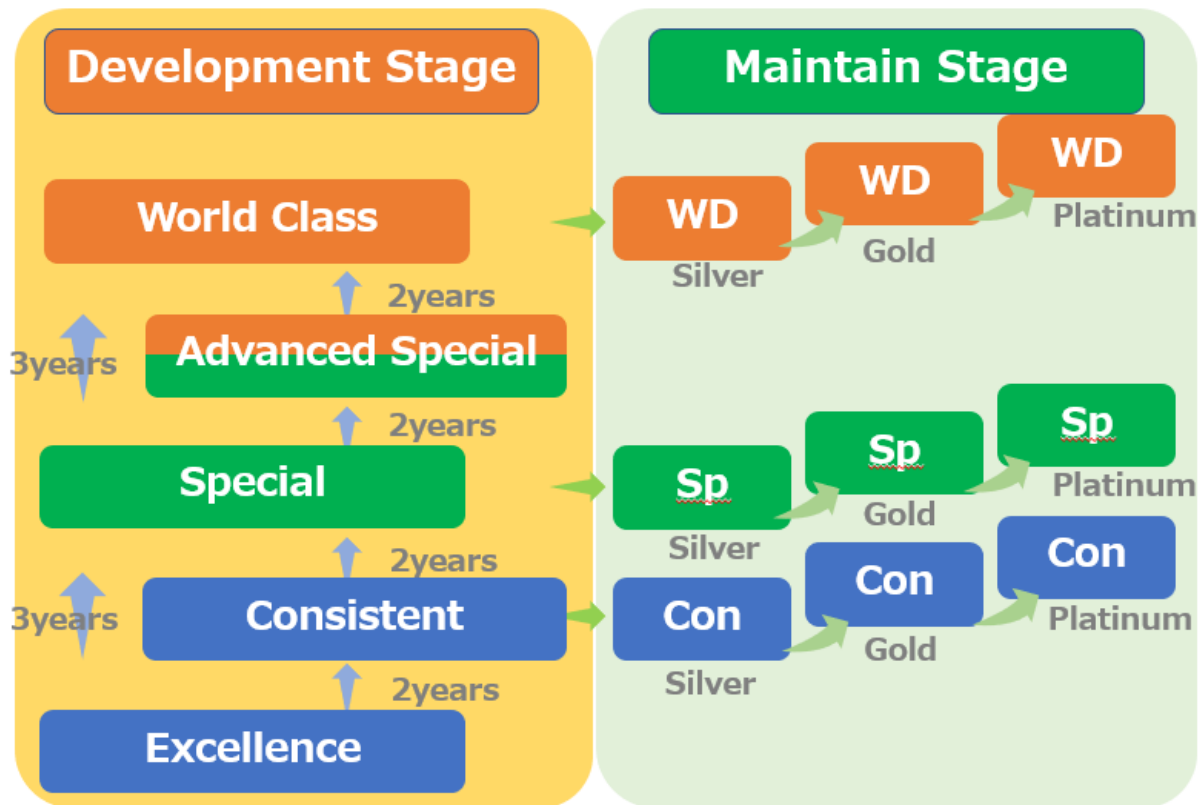 Development Stage
Maintain Stage
World Class
WD
Silver
WD
Gold
WD
Platinum
2years
3years
Advanced Special
2years
Special
Sp
Silver
Sp
Gold
Sp
Platinum
2years
3years
Consistent
Con
Silver
Con
Gold
Con
Platinum
2years
Excellence